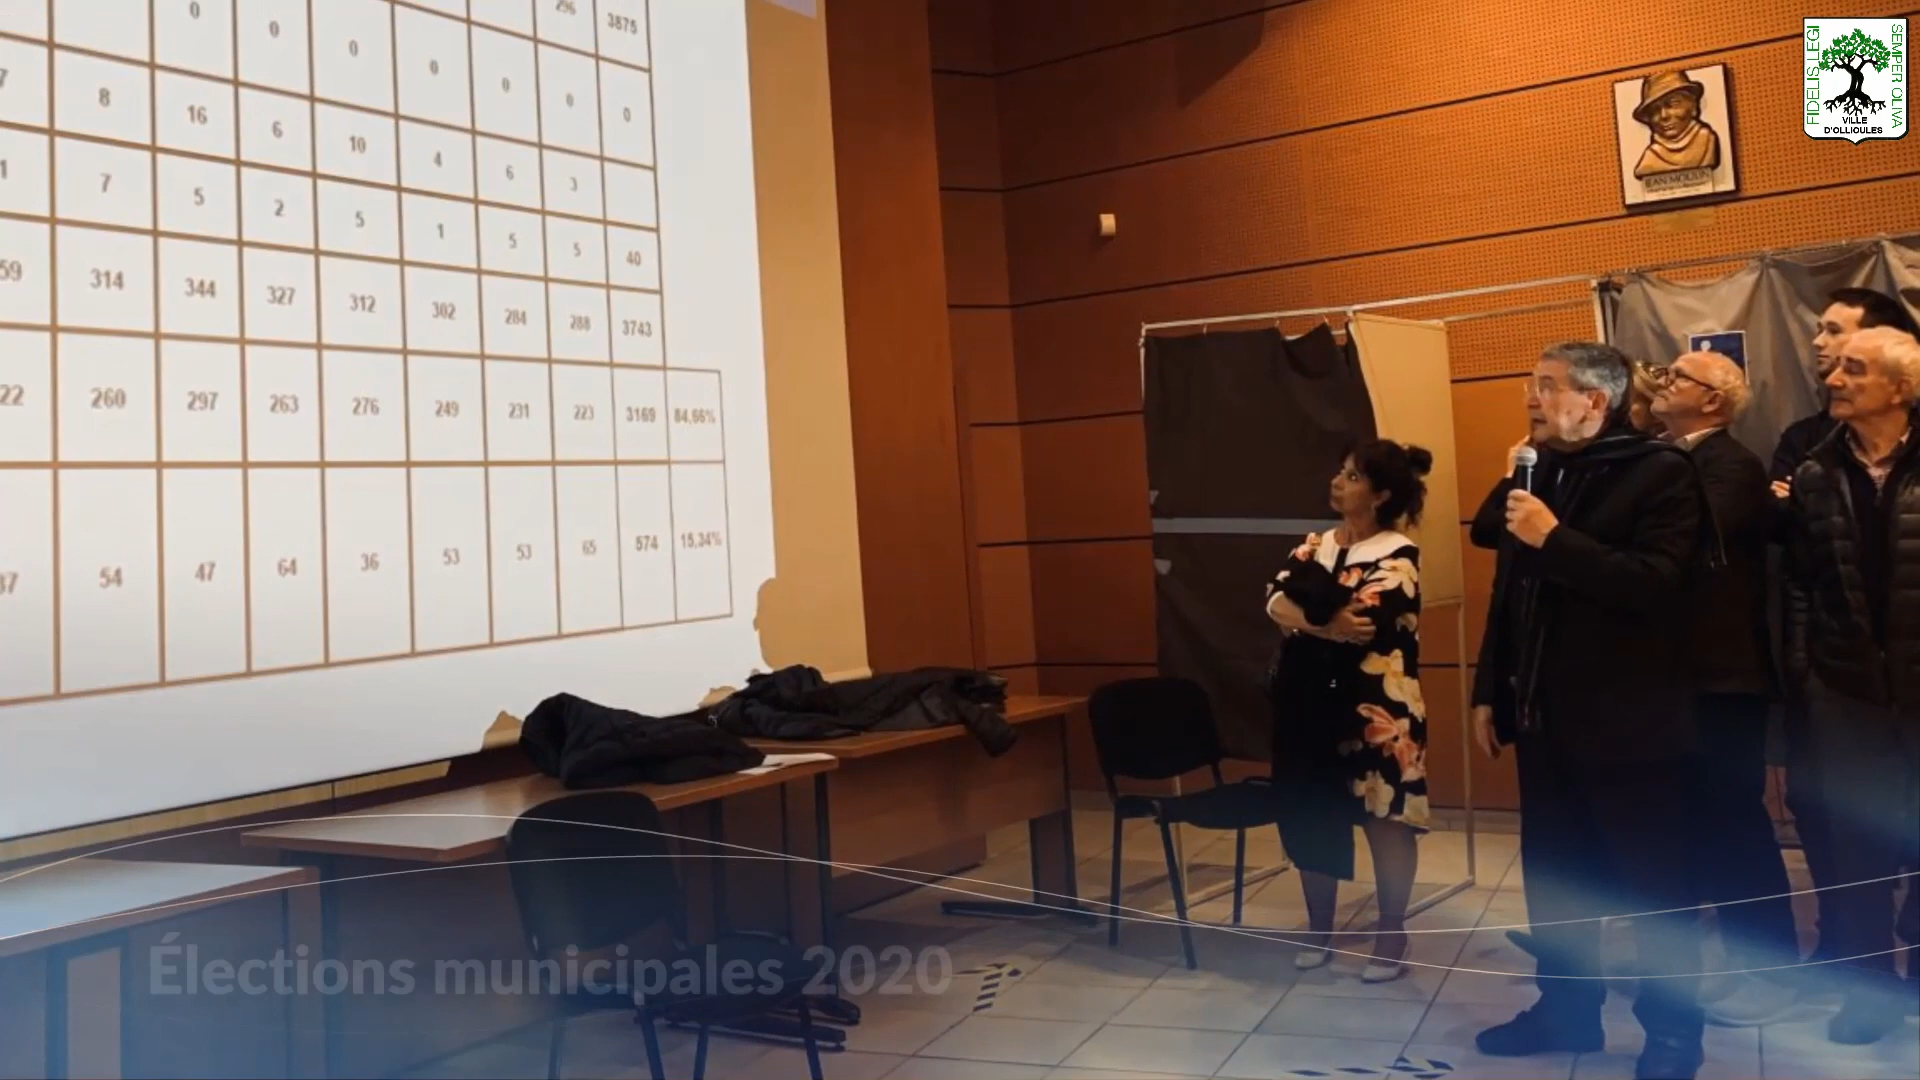 296 3875
0 0 0 0 0 0 0
7 8 16 6 10 4 6 3
1 7 5 2 5 1 5 5 40
59 314 344 327 312 302 284 288 3743
22 260 297 263 276 249 231 223 3169 84,66%
37 54 47 64 36 53 53 65 574 15,34%
JEAN MOULIN
FIDELIS LEGI
SEMPER OLIVA
VILLE
D'OLLIOULES
Élections municipales 2020